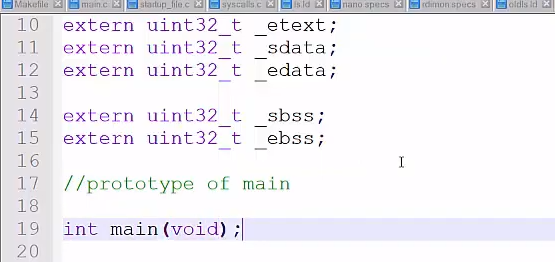 Makefile main.c startup_file.c syscalls.c ls.ld nano specs rdimon specs oldls.ld
10 extern uint32_t _etext;
11 extern uint32_t _sdata;
12 extern uint32_t _edata;
13
14 extern uint32_t _sbss;
15 extern uint32_t _ebss;
16
17 //prototype of main
18
19 int main(void);
20